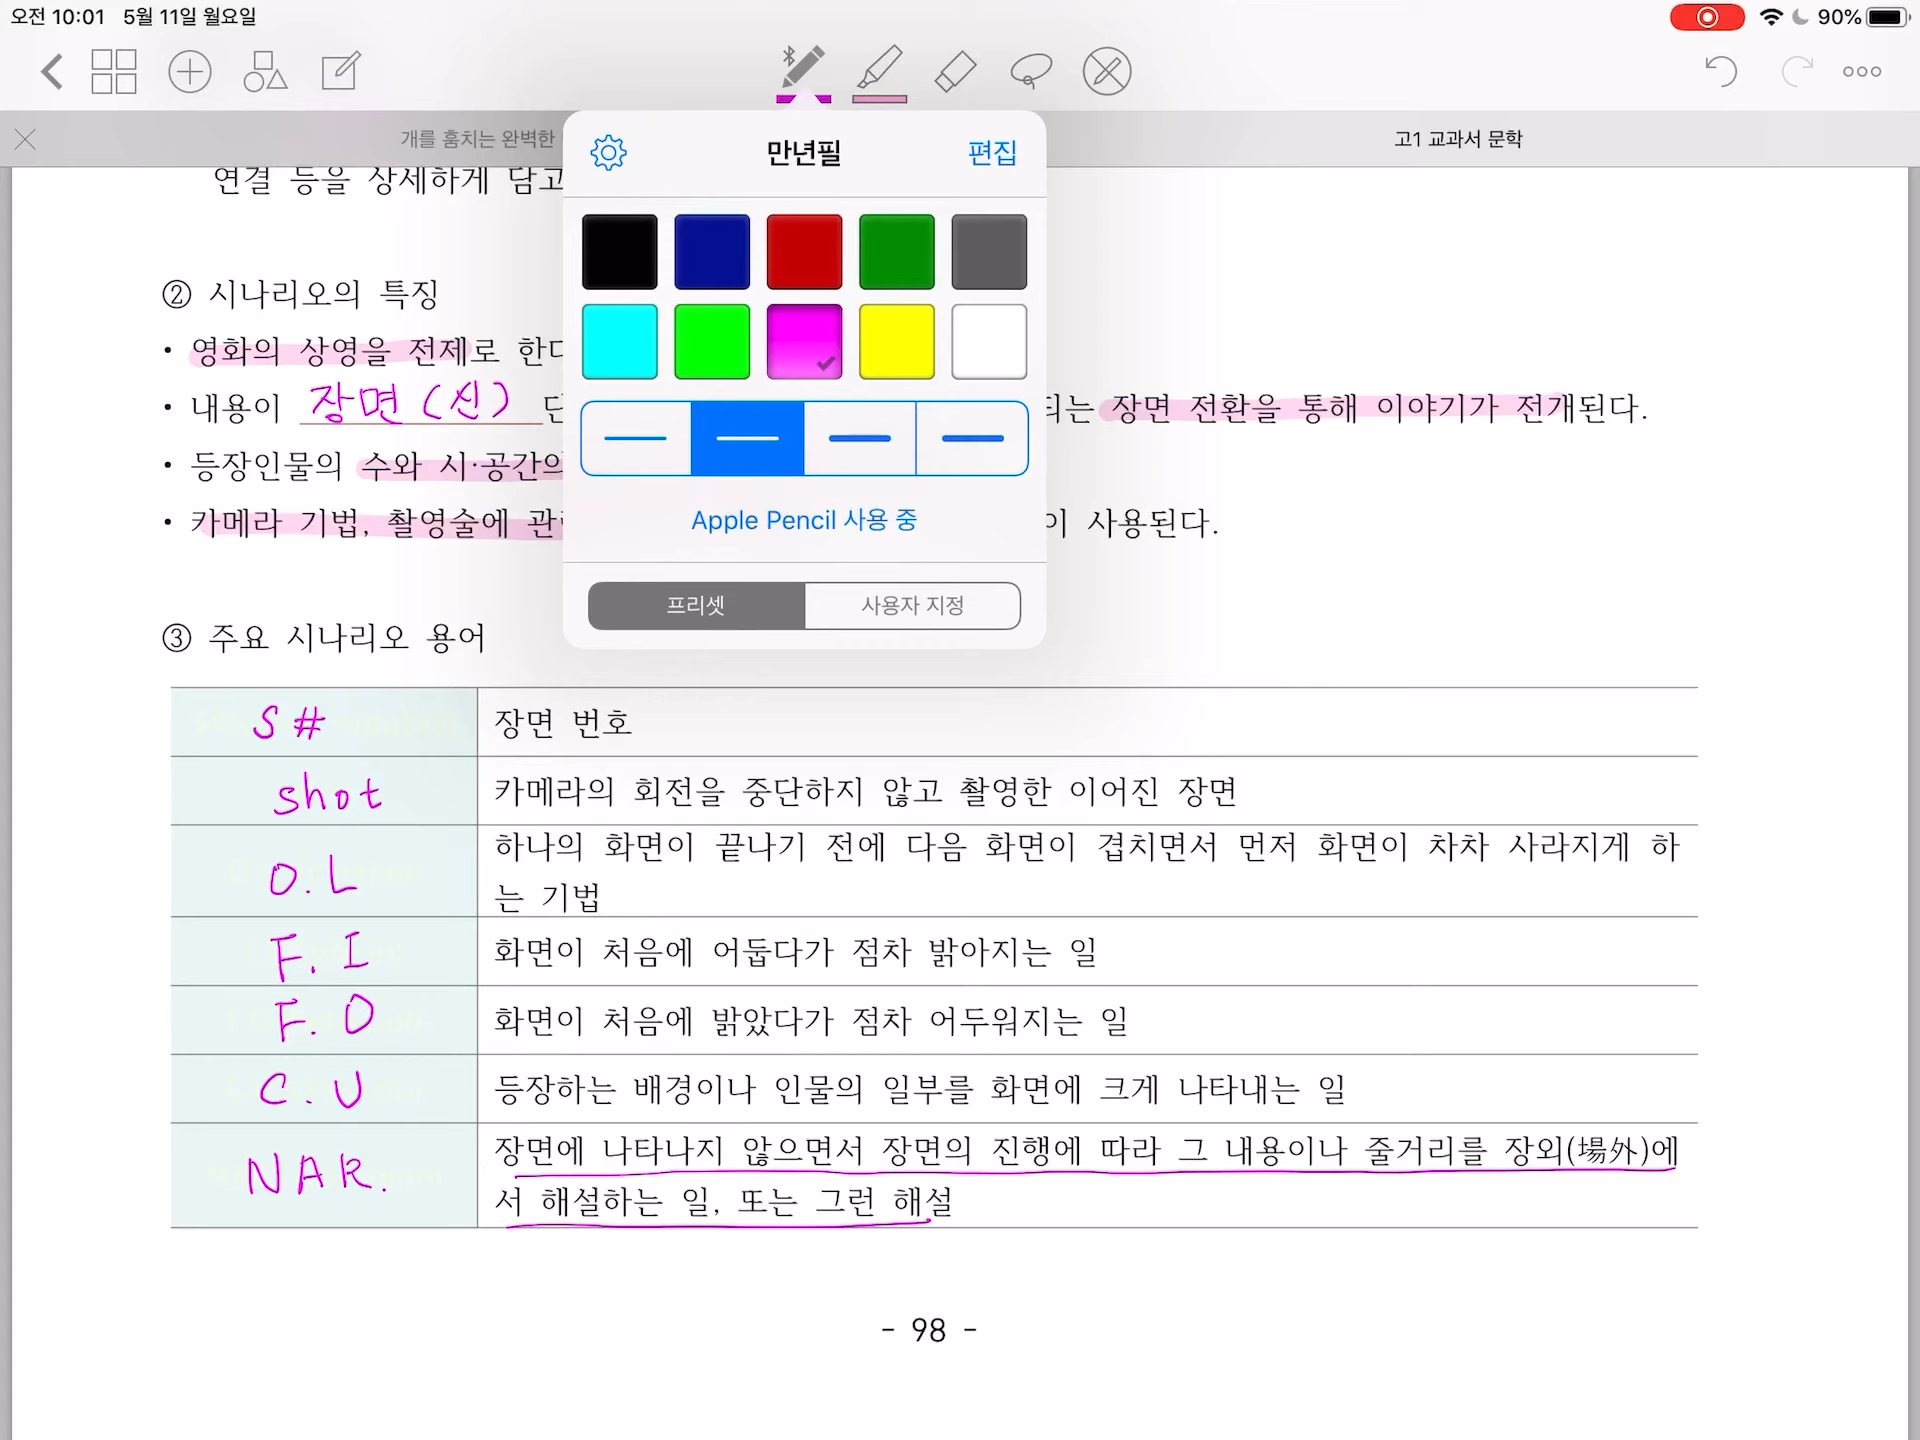 오전 10:01 5월 11일 월요일 90%
개를 훔치는 완벽한
고1 교과서 문학
만년필
편집
Apple Pencil 사용 중
프리셋
사용자 지정
연결 등을 상세하게 담고
② 시나리오의 특징
• 영화의 상영을 전제로 한다
• 내용이 장면(신) 되는 장면 전환을 통해 이야기가 전개된다.
• 등장인물의 수와 시·공간의
• 카메라 기법, 촬영술에 관 이 사용된다.
③ 주요 시나리오 용어
S# 장면 번호
shot 카메라의 회전을 중단하지 않고 촬영한 이어진 장면
O.L 하나의 화면이 끝나기 전에 다음 화면이 겹치면서 먼저 화면이 차차 사라지게 하
는 기법
F.I 화면이 처음에 어둡다가 점차 밝아지는 일
F.O 화면이 처음에 밝았다가 점차 어두워지는 일
C.U 등장하는 배경이나 인물의 일부를 화면에 크게 나타내는 일
NAR. 장면에 나타나지 않으면서 장면의 진행에 따라 그 내용이나 줄거리를 장외(場外)에
서 해설하는 일, 또는 그런 해설
- 98 -